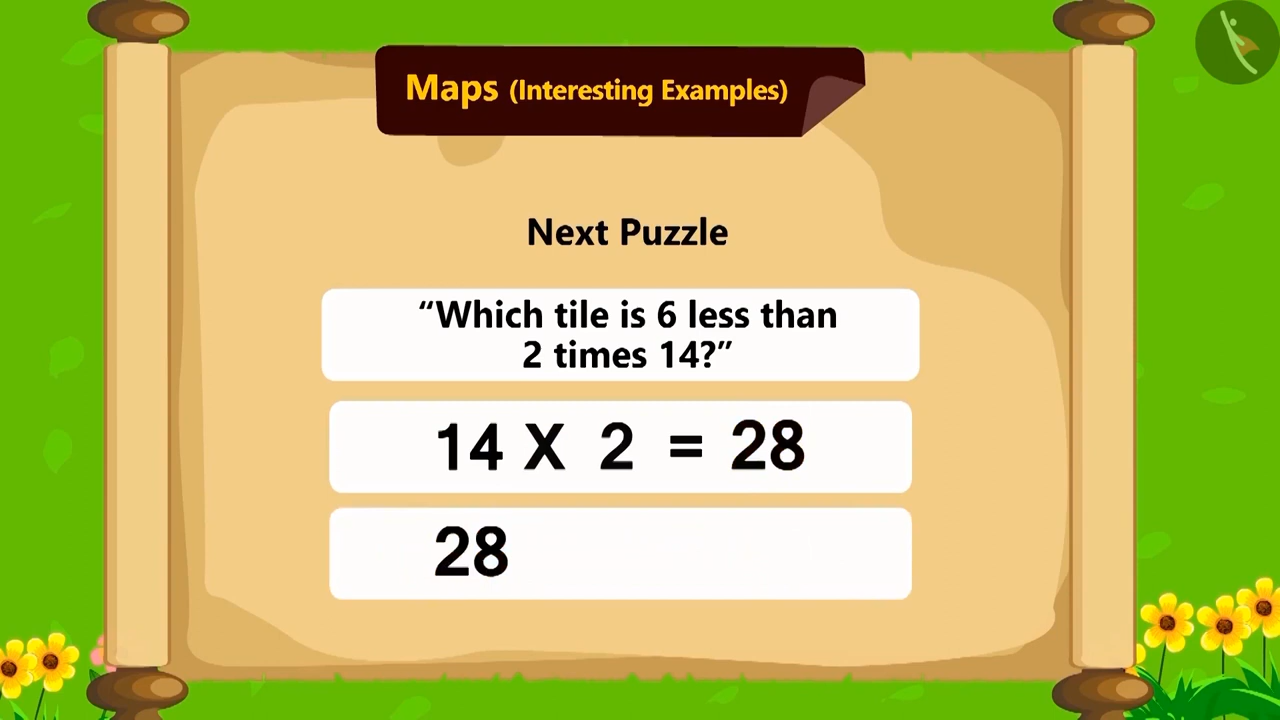 Maps (Interesting Examples)
Next Puzzle
“Which tile is 6 less than
2 times 14?”
14 X 2 = 28
28